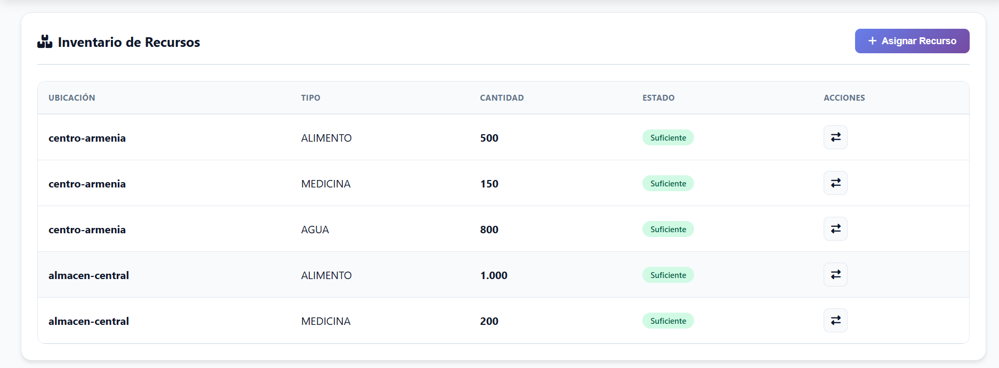 Inventario de Recursos
+ Asignar Recurso
UBICACIÓN TIPO CANTIDAD ESTADO ACCIONES
centro-armenia ALIMENTO 500 Suficiente
centro-armenia MEDICINA 150 Suficiente
centro-armenia AGUA 800 Suficiente
almacen-central ALIMENTO 1.000 Suficiente
almacen-central MEDICINA 200 Suficiente